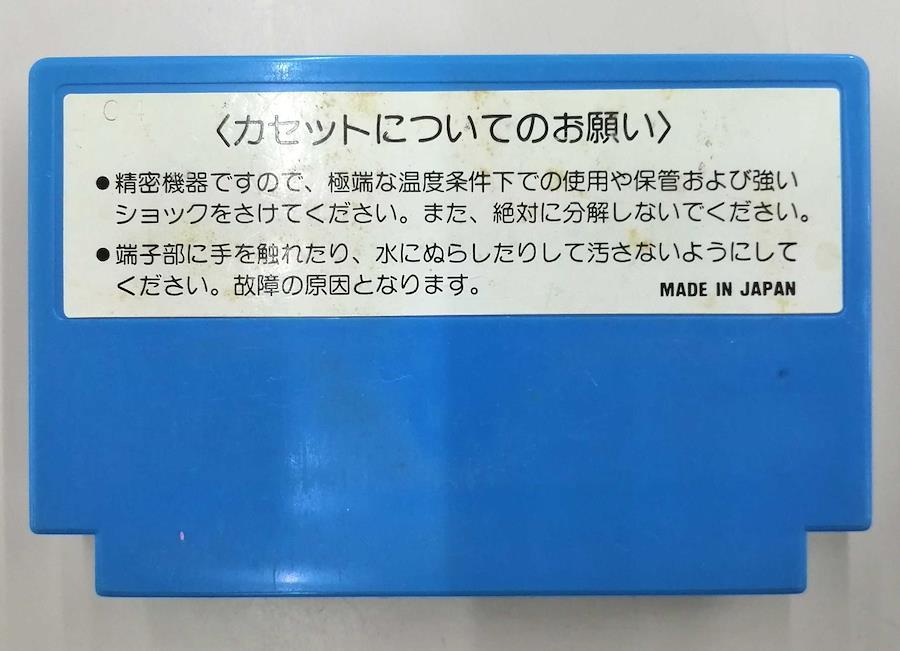 C4
〈カセットについてのお願い〉
●精密機器ですので、極端な温度条件下での使用や保管および強い
ショックをさけてください。また、絶対に分解しないでください。
●端子部に手を触れたり、水にぬらしたりして汚さないようにして
ください。故障の原因となります。
MADE IN JAPAN